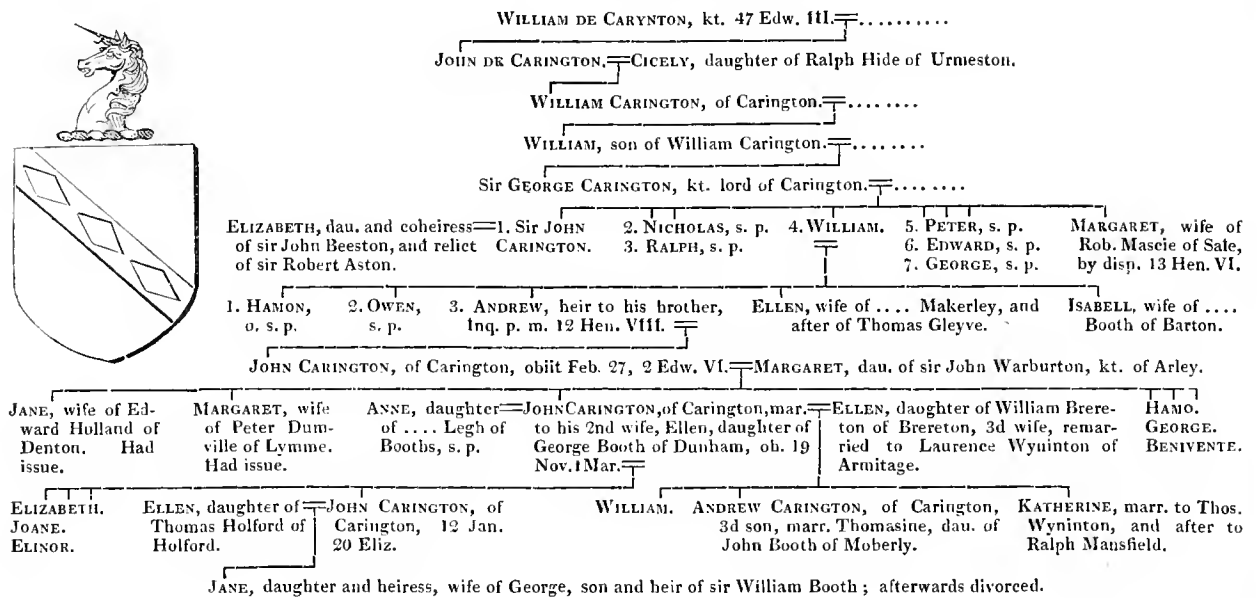 WILLIAM DE CARYNTON, kt. 47 Edw. III.=.........
JOHN DE CARINGTON.=CICELY, daughter of Ralph Hide of Urmeston.
WILLIAM CARINGTON, of Carington.=.........
WILLIAM, son of William Carington.=.........
Sir GEORGE CARINGTON, kt. lord of Carington.=.........
ELIZABETH, dau. and coheiress
of sir John Beeston, and relict
of sir Robert Aston.
=1. Sir JOHN
CARINGTON.
2. NICHOLAS, s. p.
3. RALPH, s. p.
4. WILLIAM.
=
5. PETER, s. p.
6. EDWARD, s. p.
7. GEORGE, s. p.
MARGARET, wife of
Rob. Mascie of Sale,
by disp. 13 Hen. VI.
1. HAMON,
o. s. p.
2. OWEN,
s. p.
3. ANDREW, heir to his brother,
Inq. p. m. 12 Hen. VIII. =
ELLEN, wife of .... Makerley, and
after of Thomas Gleyve.
ISABELL, wife of ....
Booth of Barton.
JOHN CARINGTON, of Carington, obiit Feb. 27, 2 Edw. VI.=MARGARET, dau. of sir John Warburton, kt. of Arley.
JANE, wife of Ed-
ward Holland of
Denton. Had
issue.
MARGARET, wife
of Peter Dum-
ville of Lymme.
Had issue.
ANNE, daughter
of .... Legh of
Booths, s. p.
=JOHN CARINGTON, of Carington, mar.
to his 2nd wife, Ellen, daughter of
George Booth of Dunham, ob. 19
Nov. 1 Mar.=
=ELLEN, daughter of William Brere-
ton of Brereton, 3d wife, remar-
ried to Laurence Wyninton of
Armitage.
HAMO.
GEORGE.
BENIVENTE.
ELIZABETH.
JOANE.
ELINOR.
ELLEN, daughter of
Thomas Holford of
Holford.
=JOHN CARINGTON, of
Carington, 12 Jan.
20 Eliz.
WILLIAM.
ANDREW CARINGTON, of Carington,
3d son, marr. Thomasine, dau. of
John Booth of Moberly.
KATHERINE, marr. to Thos.
Wyninton, and after to
Ralph Mansfield.
JANE, daughter and heiress, wife of George, son and heir of sir William Booth ; afterwards divorced.